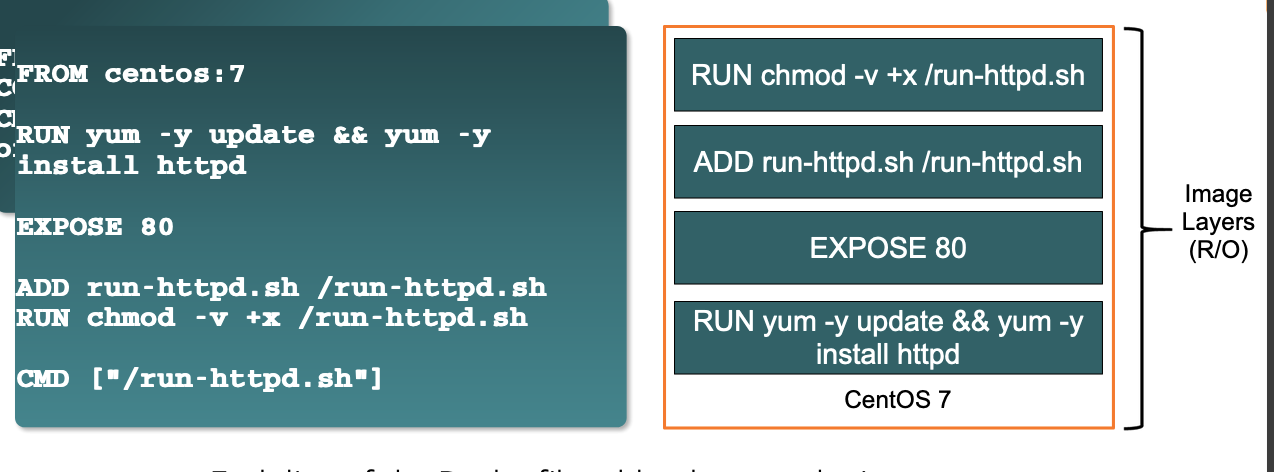 FROM centos:7
RUN yum -y update && yum -y
install httpd
EXPOSE 80
ADD run-httpd.sh /run-httpd.sh
RUN chmod -v +x /run-httpd.sh
CMD ["/run-httpd.sh"]
RUN chmod -v +x /run-httpd.sh
ADD run-httpd.sh /run-httpd.sh
EXPOSE 80
RUN yum -y update && yum -y
install httpd
CentOS 7
Image
Layers
(R/O)